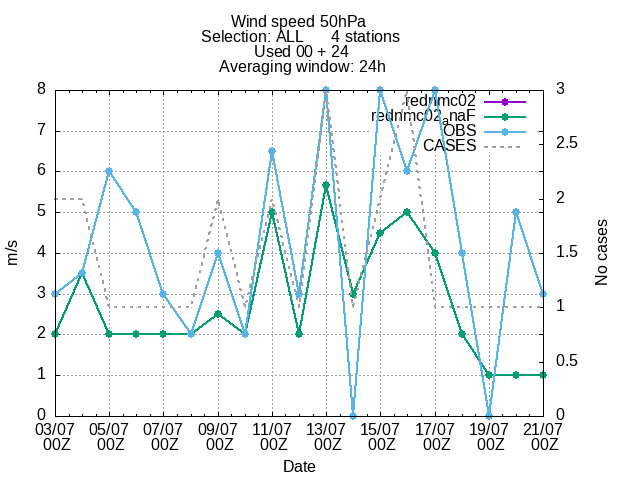 Wind speed 50hPa
Selection: ALL 4 stations
Used 00 + 24
Averaging window: 24h
rednmc02
rednmc02anaF
OBS
CASES
8
7
6
5
4
3
2
1
0
m/s
3
2.5
2
1.5
1
0.5
0
No cases
03/07 05/07 07/07 09/07 11/07 13/07 15/07 17/07 19/07 21/07
00Z 00Z 00Z 00Z 00Z 00Z 00Z 00Z 00Z 00Z
Date